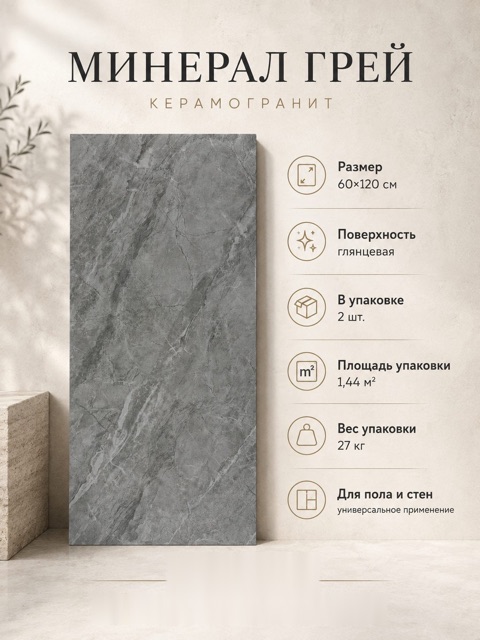 МИНЕРАЛ ГРЕЙ
КЕРАМОГРАНИТ
Размер
60×120 см
Поверхность
глянцевая
В упаковке
2 шт.
m²
Площадь упаковки
1,44 м²
Вес упаковки
27 кг
Для пола и стен
универсальное применение